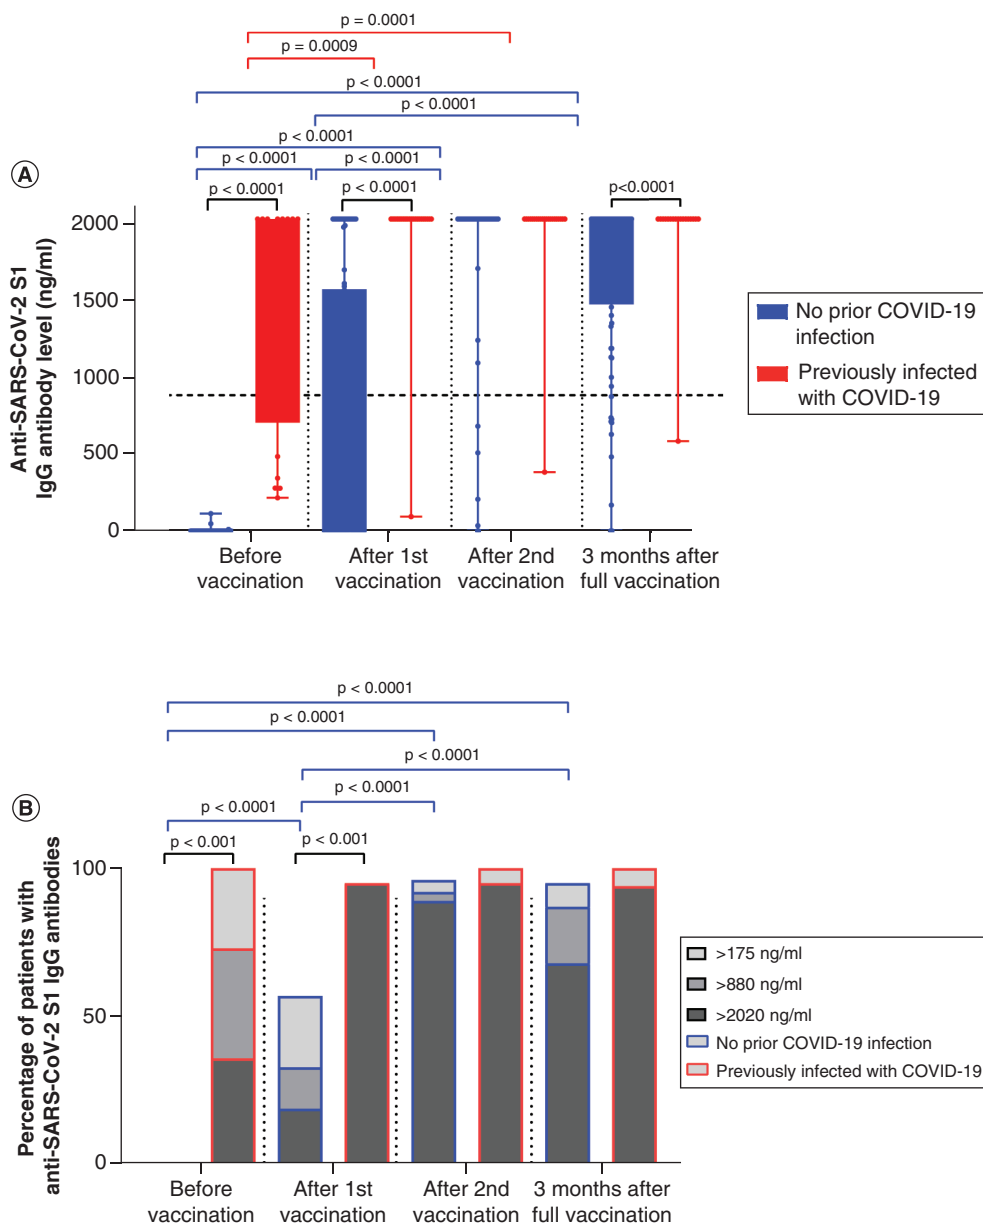 p = 0.0001
p = 0.0009
p < 0.0001
p < 0.0001
p < 0.0001
p < 0.0001
p < 0.0001
A
p < 0.0001
p < 0.0001
p<0.0001
Anti-SARS-CoV-2 S1
IgG antibody level (ng/ml)
2000
1500
1000
500
0
Before
vaccination
After 1st
vaccination
After 2nd
vaccination
3 months after
full vaccination
No prior COVID-19
infection
Previously infected
with COVID-19
p < 0.0001
p < 0.0001
p < 0.0001
p < 0.0001
B
p < 0.0001
p < 0.001
p < 0.001
Percentage of patients with
anti-SARS-CoV-2 S1 IgG antibodies
100
50
0
Before
vaccination
After 1st
vaccination
After 2nd
vaccination
3 months after
full vaccination
>175 ng/ml
>880 ng/ml
>2020 ng/ml
No prior COVID-19 infection
Previously infected with COVID-19